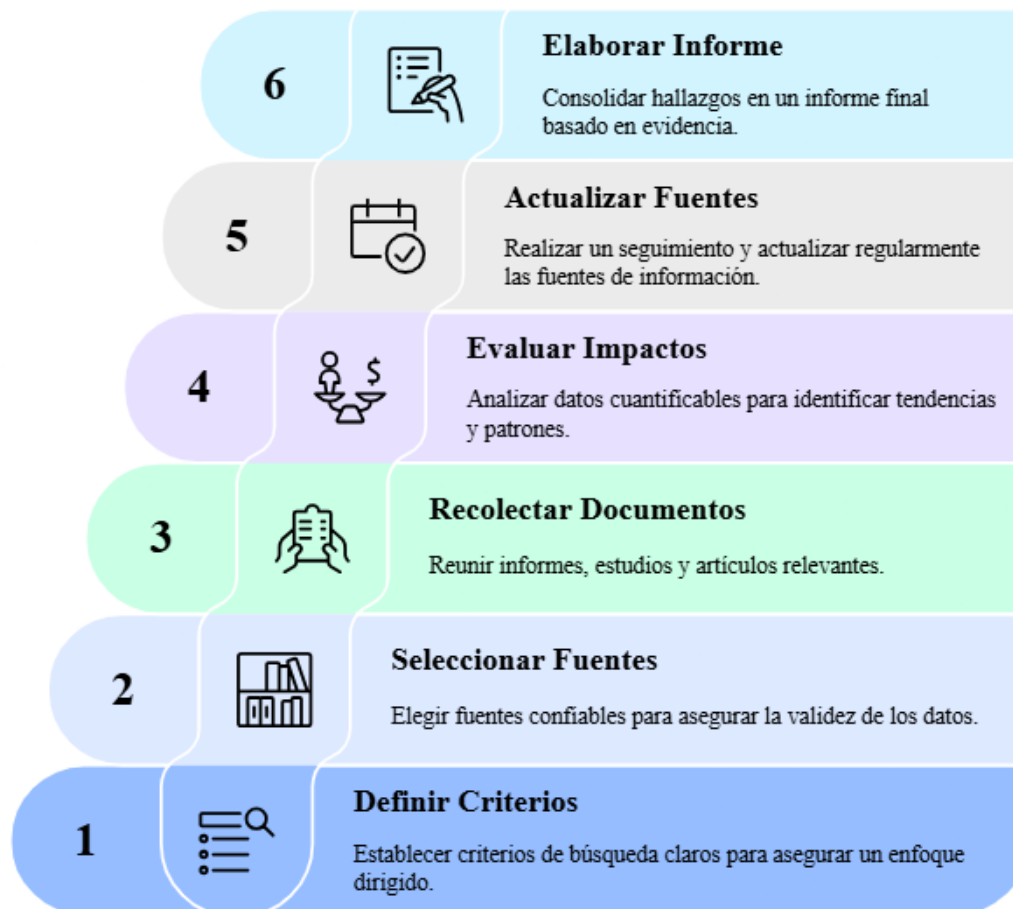 6
Elaborar Informe
Consolidar hallazgos en un informe final
basado en evidencia.
5
Actualizar Fuentes
Realizar un seguimiento y actualizar regularmente
las fuentes de información.
4
$
Evaluar Impactos
Analizar datos cuantificables para identificar tendencias
y patrones.
3
Recolectar Documentos
Reunir informes, estudios y artículos relevantes.
2
Seleccionar Fuentes
Elegir fuentes confiables para asegurar la validez de los datos.
1
Definir Criterios
Establecer criterios de búsqueda claros para asegurar un enfoque
dirigido.